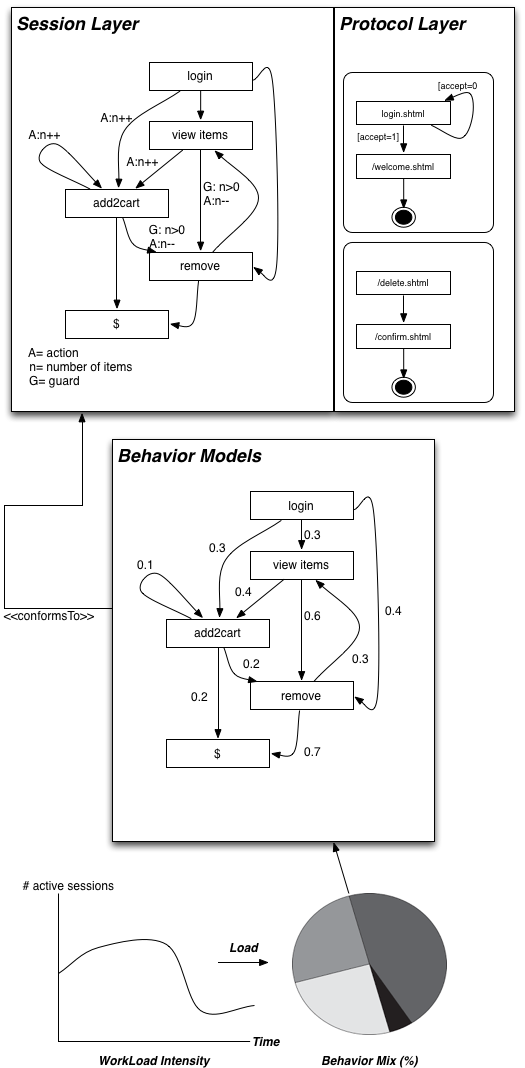 Session Layer
Protocol Layer
login
A:n++
view items
A:n++
A:n++
add2cart
G: n>0
A:n--
G: n>0
A:n--
remove
$
A= action
n= number of items
G= guard
[accept=0
login.shtml
[accept=1]
/welcome.shtml
/delete.shtml
/confirm.shtml
<<conformsTo>>
Behavior Models
login
0.3
0.3
view items
0.1
0.4
0.6
0.4
add2cart
0.2
0.3
remove
0.2
0.7
$
# active sessions
Load
Time
WorkLoad Intensity
Behavior Mix (%)